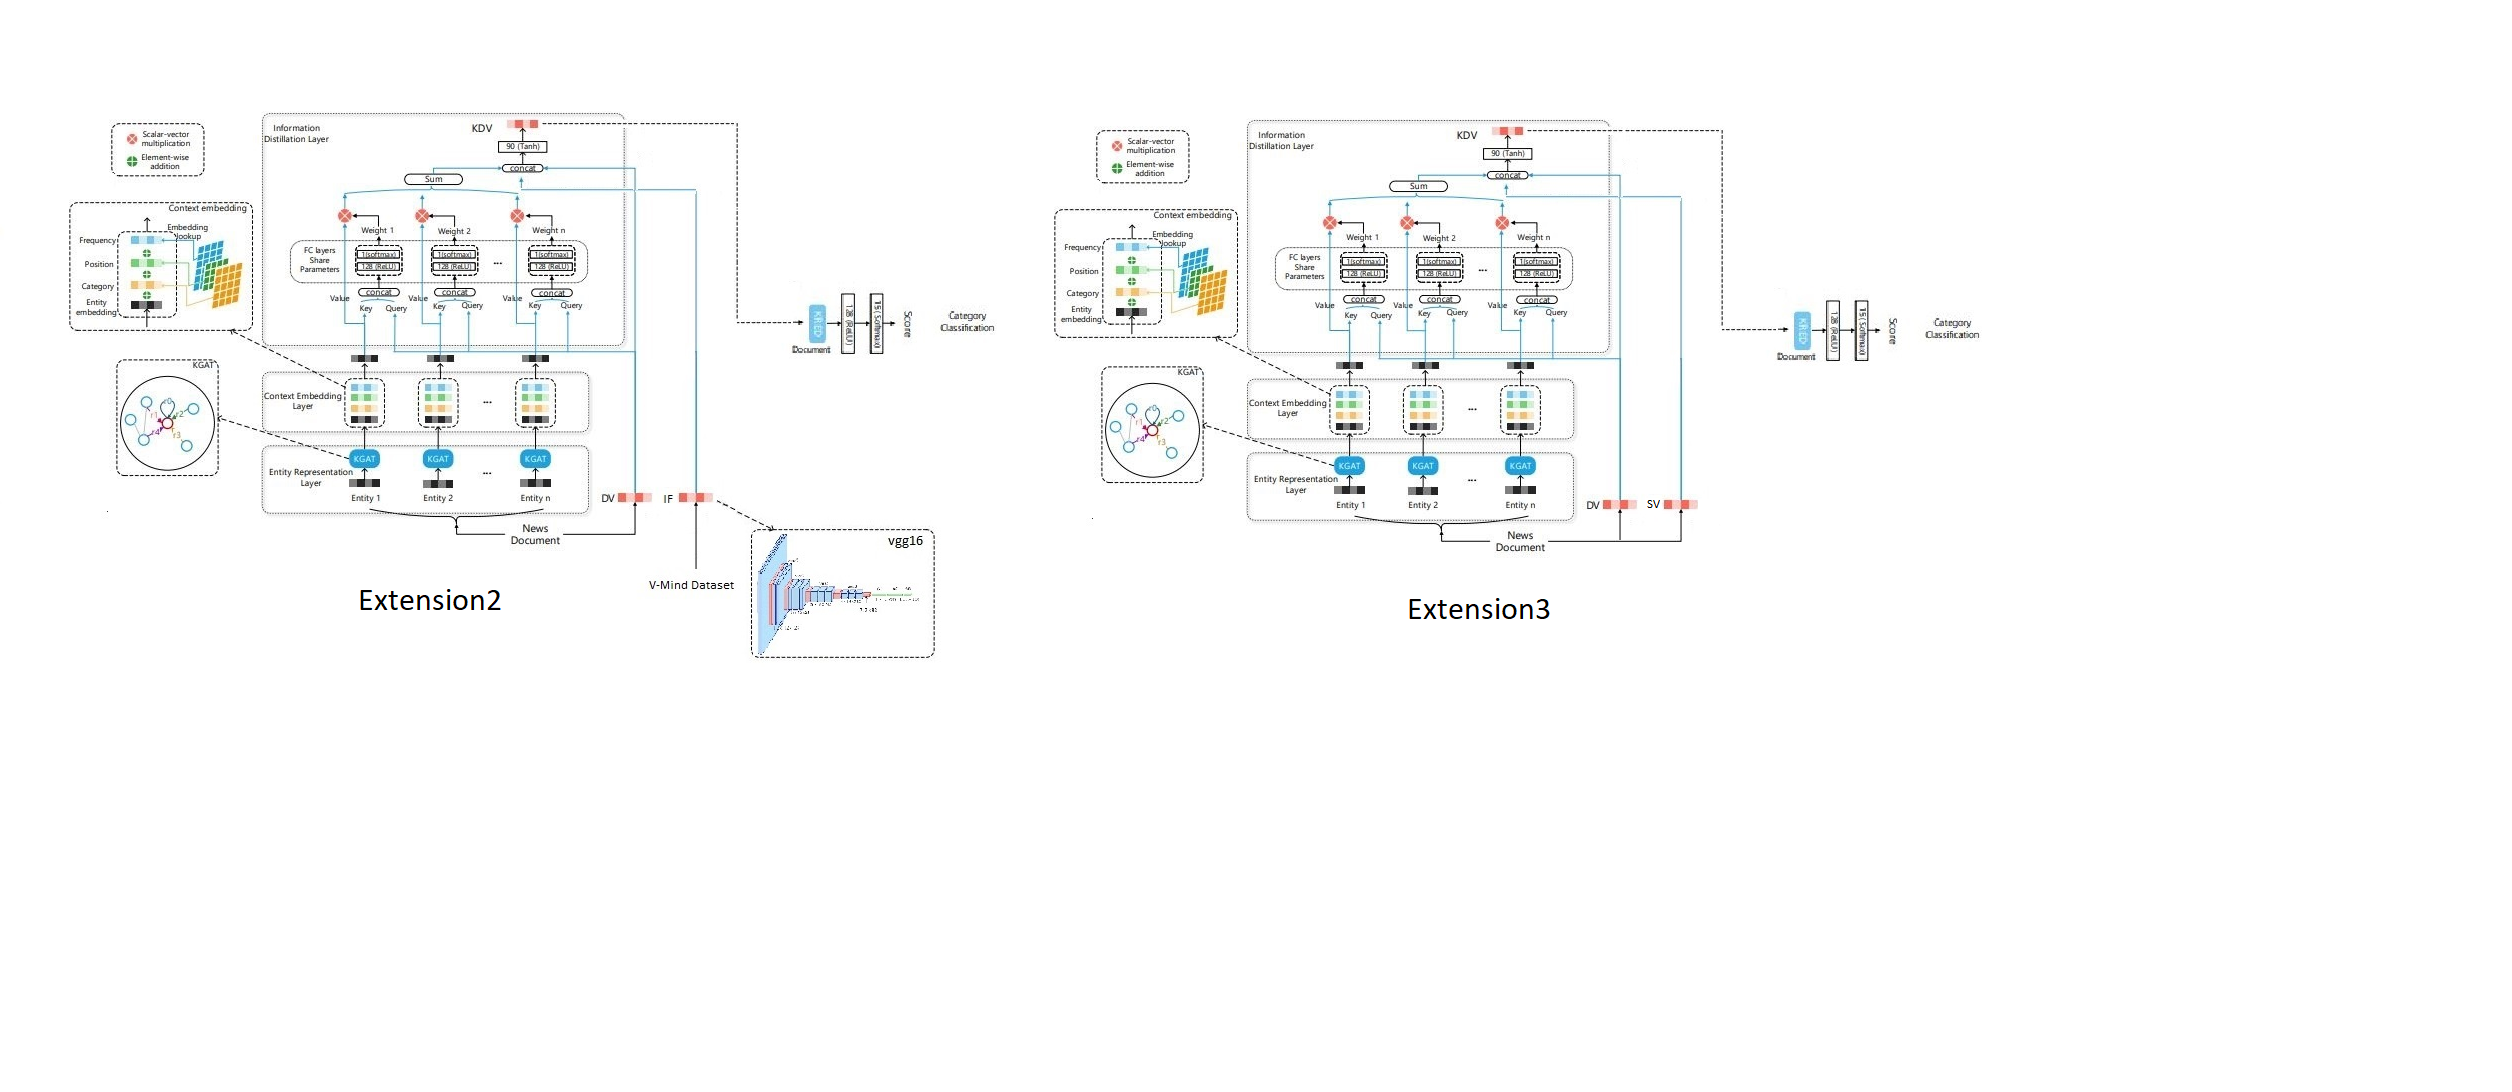 Scalar-vector
multiplication
Element-wise
addition
Context embedding
Embedding
lookup
Frequency
Position
Category
Entity
embedding
KGAT
r0
r1
r2
r3
r4
Information
Distillation Layer
KDV
90 (Tanh)
concat
Sum
Weight 1
Weight 2
Weight n
FC layers
Share
Parameters
1(softmax)
128 (ReLU)
1(softmax)
128 (ReLU)
...
1(softmax)
128 (ReLU)
concat
concat
concat
Value
Key
Query
Value
Key
Query
Value
Key
Query
Context Embedding
Layer
...
Entity Representation
Layer
KGAT
KGAT
...
KGAT
Entity 1
Entity 2
Entity n
DV
IF
News
Document
V-Mind Dataset
vgg16
KRED
Document
128 (ReLU)
15 (Softmax)
Score
Category
Classification
Extension2
Scalar-vector
multiplication
Element-wise
addition
Context embedding
Embedding
lookup
Frequency
Position
Category
Entity
embedding
KGAT
r0
r1
r2
r3
r4
Information
Distillation Layer
KDV
90 (Tanh)
concat
Sum
Weight 1
Weight 2
Weight n
FC layers
Share
Parameters
1(softmax)
128 (ReLU)
1(softmax)
128 (ReLU)
...
1(softmax)
128 (ReLU)
concat
concat
concat
Value
Key
Query
Value
Key
Query
Value
Key
Query
Context Embedding
Layer
...
Entity Representation
Layer
KGAT
KGAT
...
KGAT
Entity 1
Entity 2
Entity n
DV
SV
News
Document
KRED
Document
128 (ReLU)
15 (Softmax)
Score
Category
Classification
Extension3